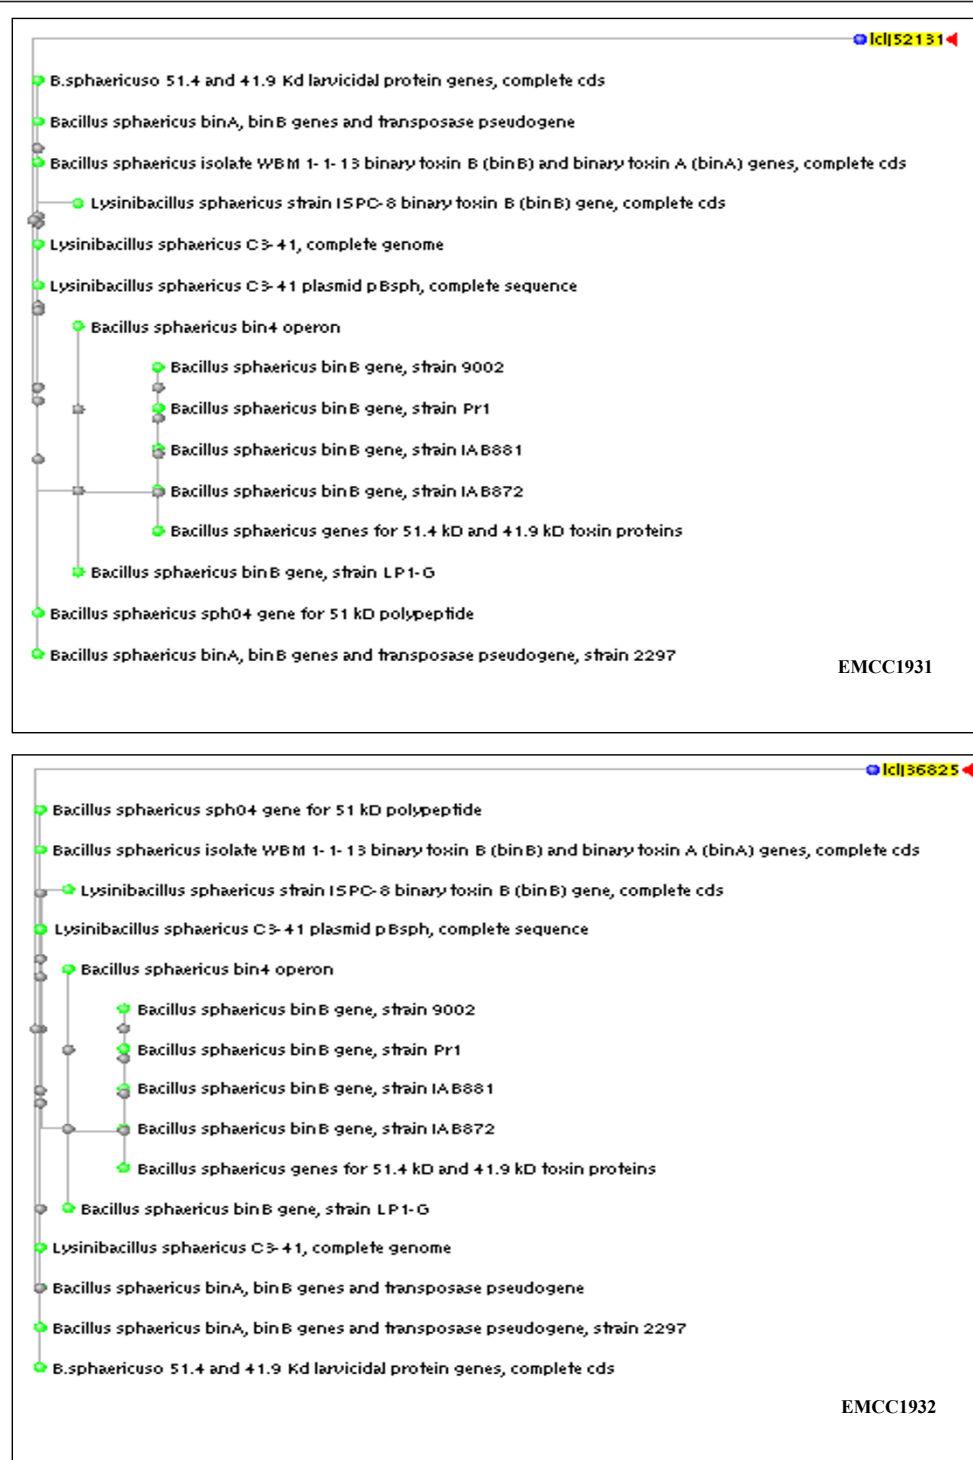 lcl|52131
B.sphaericuso 51.4 and 41.9 Kd larvicidal protein genes, complete cds
Bacillus sphaericus binA, binB genes and transposase pseudogene
Bacillus sphaericus isolate WBM 1-1-13 binary toxin B (binB) and binary toxin A (binA) genes, complete cds
Lysinibacillus sphaericus strain ISPC-8 binary toxin B (binB) gene, complete cds
Lysinibacillus sphaericus C3-41, complete genome
Lysinibacillus sphaericus C3-41 plasmid pBsph, complete sequence
Bacillus sphaericus bin4 operon
Bacillus sphaericus binB gene, strain 9002
Bacillus sphaericus binB gene, strain Pr1
Bacillus sphaericus binB gene, strain IAB881
Bacillus sphaericus binB gene, strain IAB872
Bacillus sphaericus genes for 51.4 kD and 41.9 kD toxin proteins
Bacillus sphaericus binB gene, strain LP1-G
Bacillus sphaericus sph04 gene for 51 kD polypeptide
Bacillus sphaericus binA, binB genes and transposase pseudogene, strain 2297
EMCC1931
lcl|36825
Bacillus sphaericus sph04 gene for 51 kD polypeptide
Bacillus sphaericus isolate WBM 1-1-13 binary toxin B (binB) and binary toxin A (binA) genes, complete cds
Lysinibacillus sphaericus strain ISPC-8 binary toxin B (binB) gene, complete cds
Lysinibacillus sphaericus C3-41 plasmid pBsph, complete sequence
Bacillus sphaericus bin4 operon
Bacillus sphaericus binB gene, strain 9002
Bacillus sphaericus binB gene, strain Pr1
Bacillus sphaericus binB gene, strain IAB881
Bacillus sphaericus binB gene, strain IAB872
Bacillus sphaericus genes for 51.4 kD and 41.9 kD toxin proteins
Bacillus sphaericus binB gene, strain LP1-G
Lysinibacillus sphaericus C3-41, complete genome
Bacillus sphaericus binA, binB genes and transposase pseudogene
Bacillus sphaericus binA, binB genes and transposase pseudogene, strain 2297
B.sphaericuso 51.4 and 41.9 Kd larvicidal protein genes, complete cds
EMCC1932